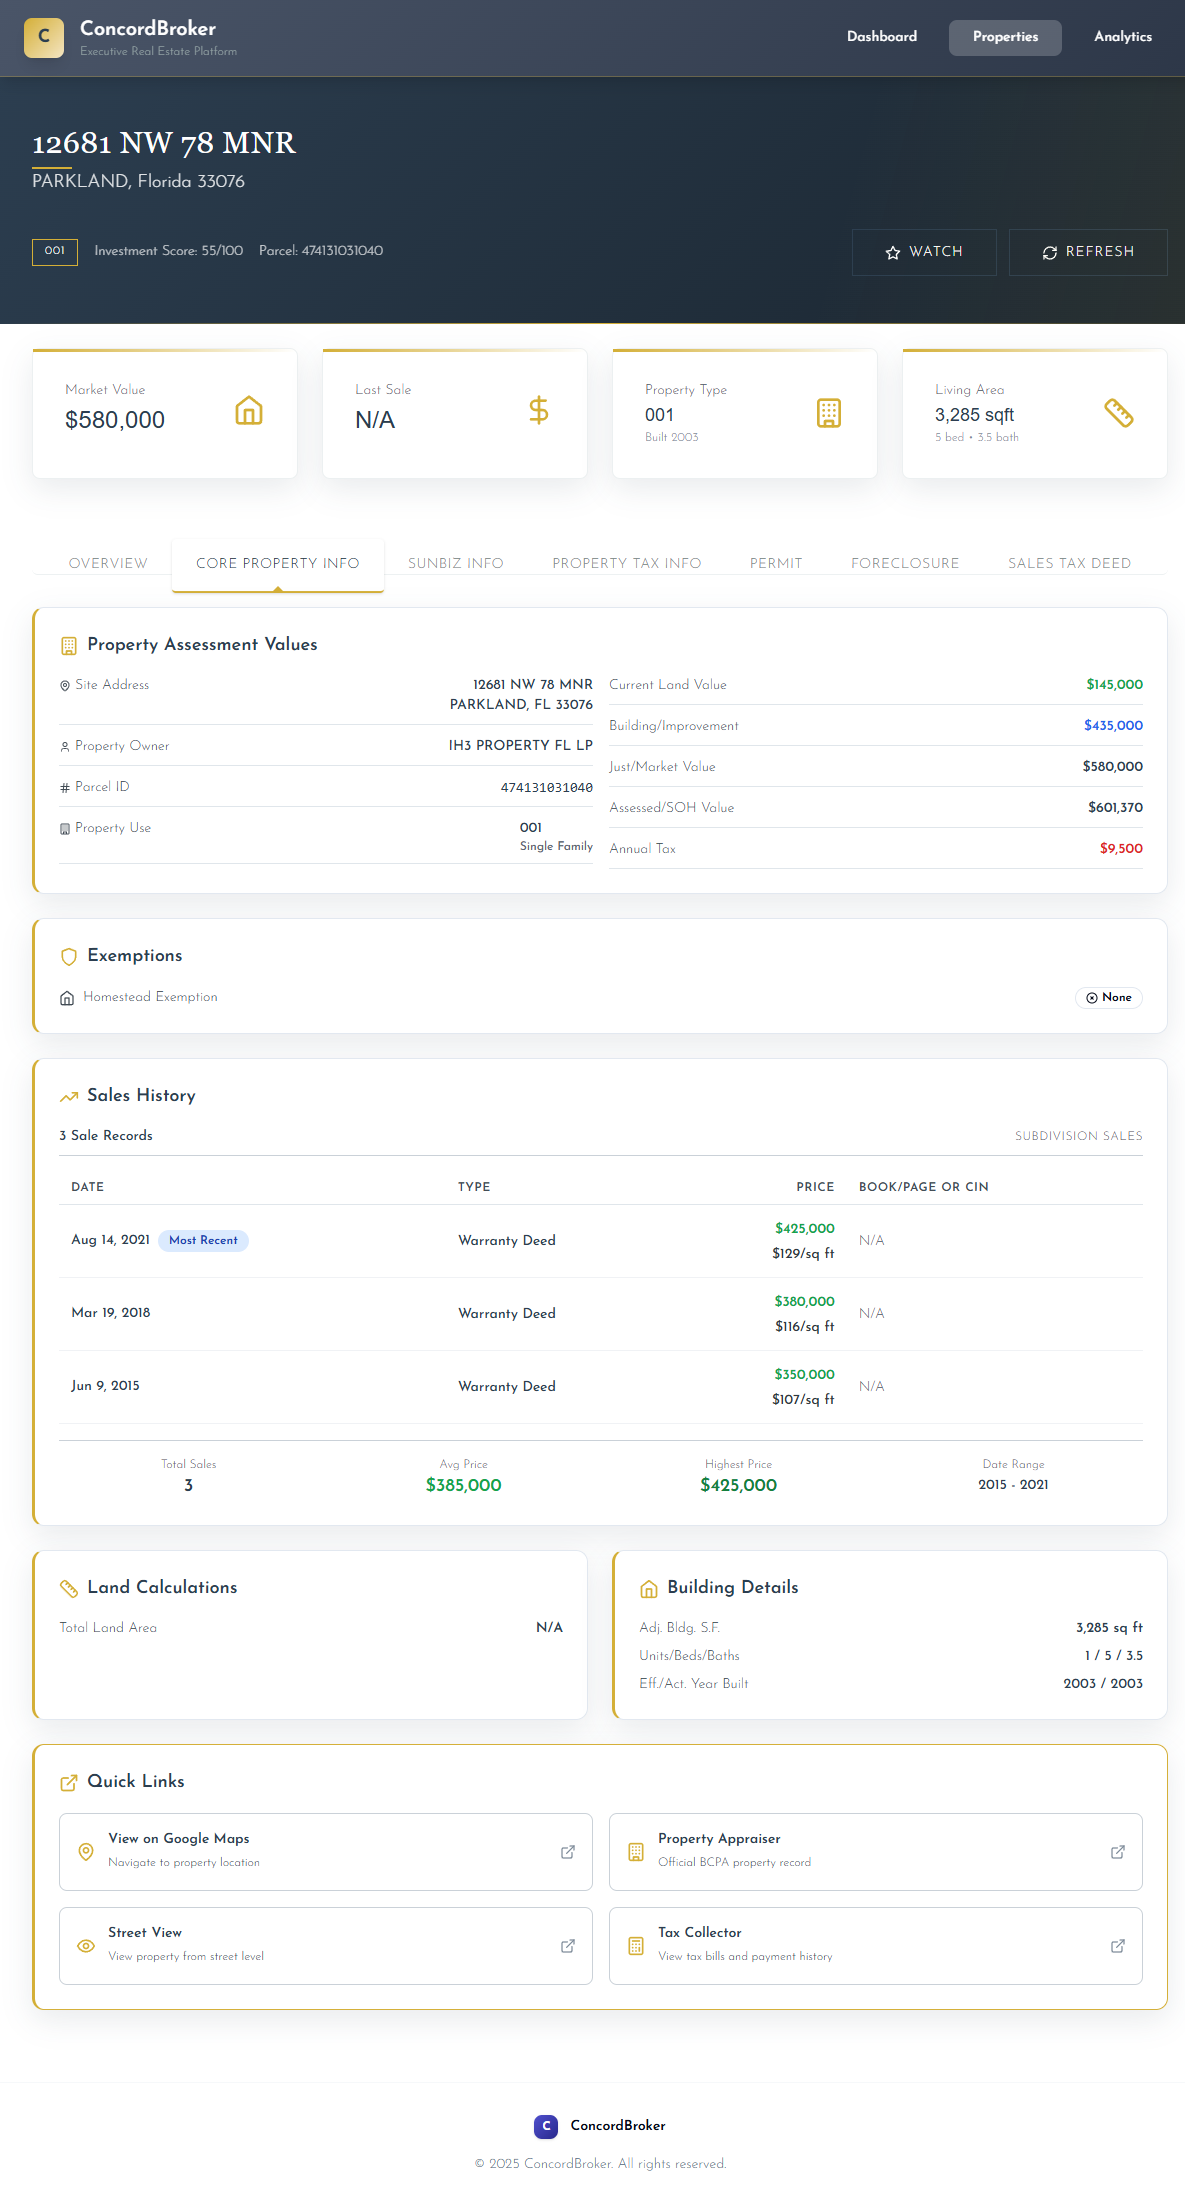 C
ConcordBroker
Executive Real Estate Platform
Dashboard
Properties
Analytics
12681 NW 78 MNR
PARKLAND, Florida 33076
001
Investment Score: 55/100
Parcel: 474131031040
WATCH
REFRESH
Market Value
$580,000
Last Sale
N/A
Property Type
001
Built 2003
Living Area
3,285 sqft
5 bed • 3.5 bath
OVERVIEW
CORE PROPERTY INFO
SUNBIZ INFO
PROPERTY TAX INFO
PERMIT
FORECLOSURE
SALES TAX DEED
Property Assessment Values
Site Address
12681 NW 78 MNR
PARKLAND, FL 33076
Property Owner
IH3 PROPERTY FL LP
Parcel ID
474131031040
Property Use
001
Single Family
Current Land Value
$145,000
Building/Improvement
$435,000
Just/Market Value
$580,000
Assessed/SOH Value
$601,370
Annual Tax
$9,500
Exemptions
Homestead Exemption
None
Sales History
3 Sale Records
SUBDIVISION SALES
DATE TYPE PRICE BOOK/PAGE OR CIN
Aug 14, 2021 Most Recent Warranty Deed $425,000 N/A
$129/sq ft
Mar 19, 2018 Warranty Deed $380,000 N/A
$116/sq ft
Jun 9, 2015 Warranty Deed $350,000 N/A
$107/sq ft
Total Sales
3
Avg Price
$385,000
Highest Price
$425,000
Date Range
2015 - 2021
Land Calculations
Total Land Area
N/A
Building Details
Adj. Bldg. S.F.
3,285 sq ft
Units/Beds/Baths
1 / 5 / 3.5
Eff./Act. Year Built
2003 / 2003
Quick Links
View on Google Maps
Navigate to property location
Property Appraiser
Official BCPA property record
Street View
View property from street level
Tax Collector
View tax bills and payment history
C
ConcordBroker
© 2025 ConcordBroker. All rights reserved.